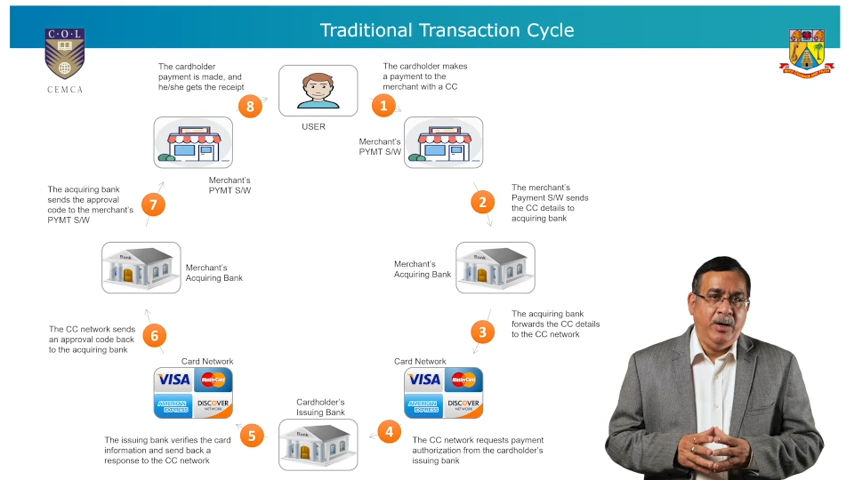 Traditional Transaction Cycle
C·O·L
CEMCA
The cardholder
payment is made, and
he/she gets the receipt
8
USER
1
The cardholder makes
a payment to the
merchant with a CC
Merchant's
PYMT S/W
Merchant's
PYMT S/W
2
The merchant's
Payment S/W sends
the CC details to
acquiring bank
The acquiring bank
sends the approval
code to the merchant's
PYMT S/W
7
Bank
Merchant's
Acquiring Bank
Merchant's
Acquiring Bank
Bank
3
The acquiring bank
forwards the CC details
to the CC network
The CC network sends
an approval code back
to the acquiring bank
6
Card Network
VISA
MasterCard
AMERICAN
EXPRESS
DISCOVER
NETWORK
Card Network
VISA
MasterCard
AMERICAN
EXPRESS
DISCOVER
NETWORK
Cardholder's
Issuing Bank
Bank
5
The issuing bank verifies the card
information and send back a
response to the CC network
4
The CC network requests payment
authorization from the cardholder's
issuing bank